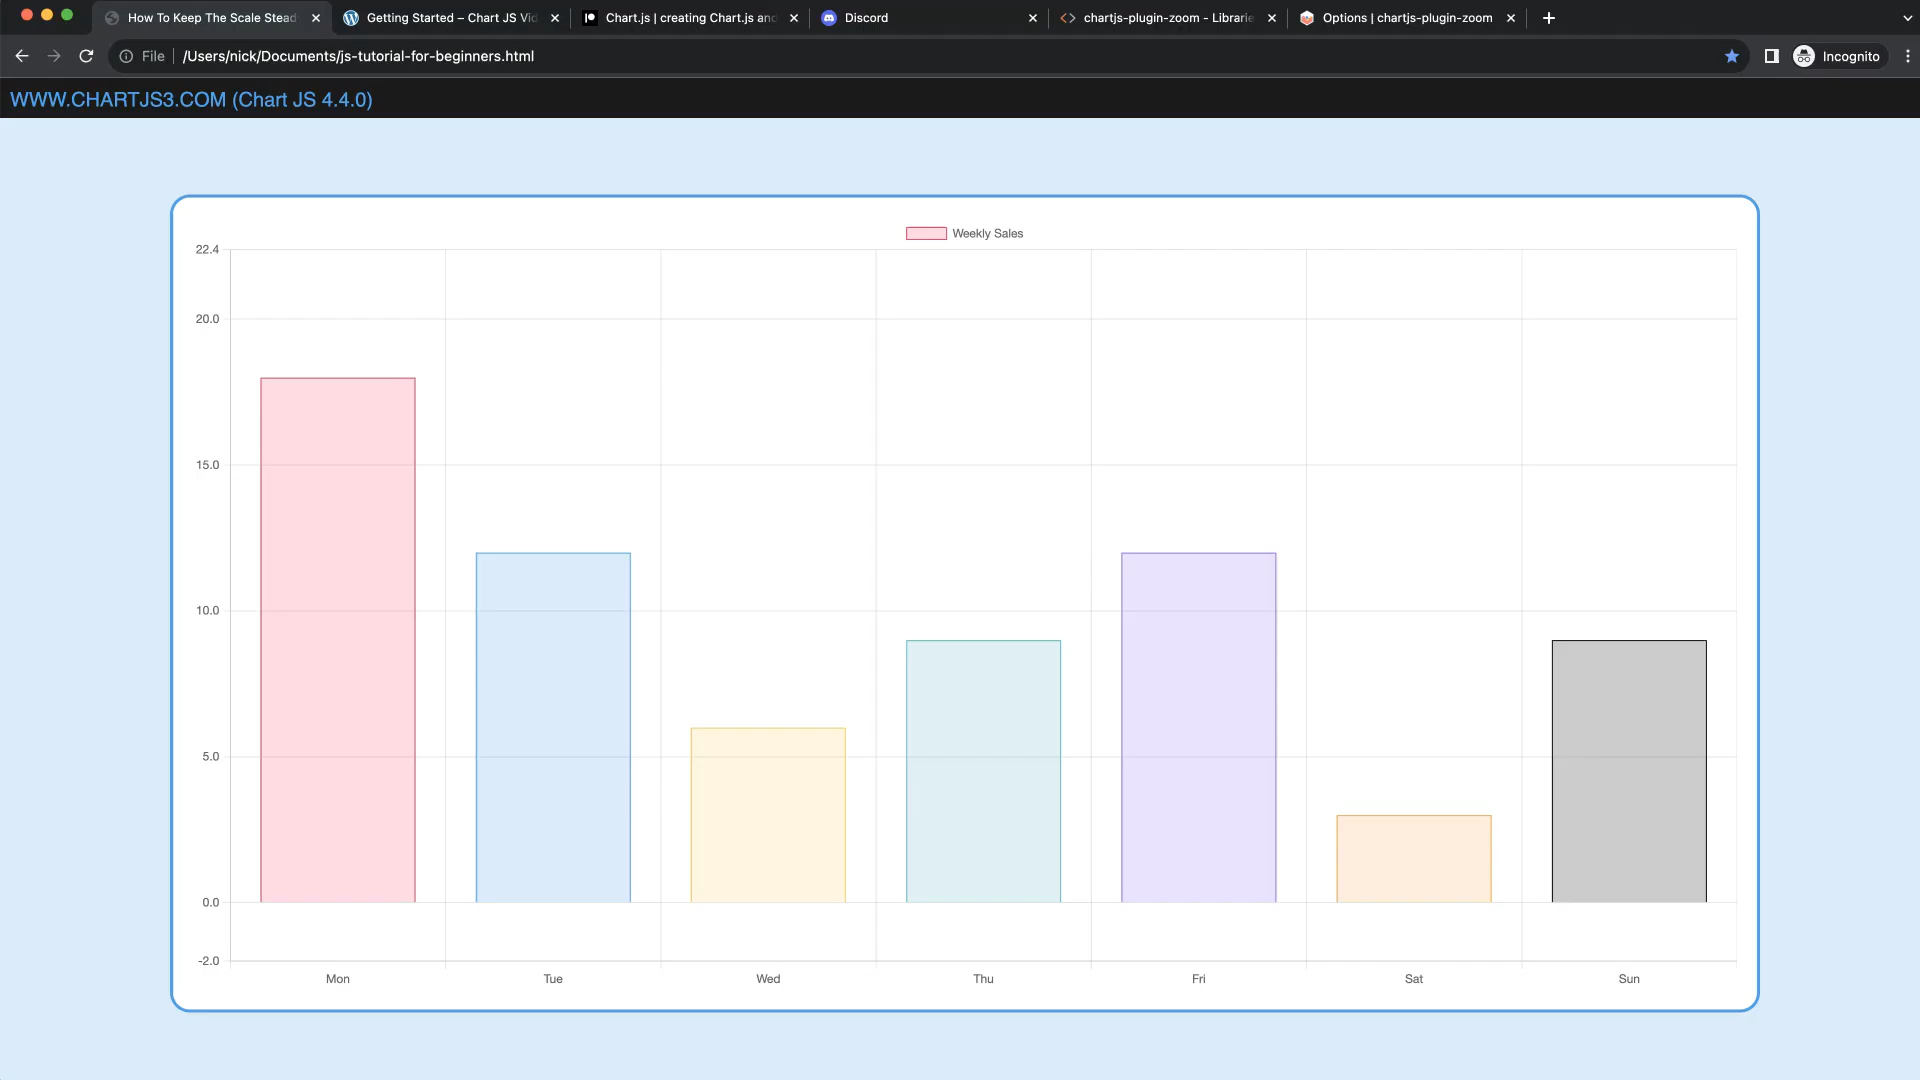 How To Keep The Scale Stead
Getting Started – Chart JS Vid
Chart.js | creating Chart.js and
Discord
chartjs-plugin-zoom - Librarie
Options | chartjs-plugin-zoom
File
/Users/nick/Documents/js-tutorial-for-beginners.html
Incognito
WWW.CHARTJS3.COM (Chart JS 4.4.0)
Weekly Sales
22.4
20.0
15.0
10.0
5.0
0.0
-2.0
Mon Tue Wed Thu Fri Sat Sun